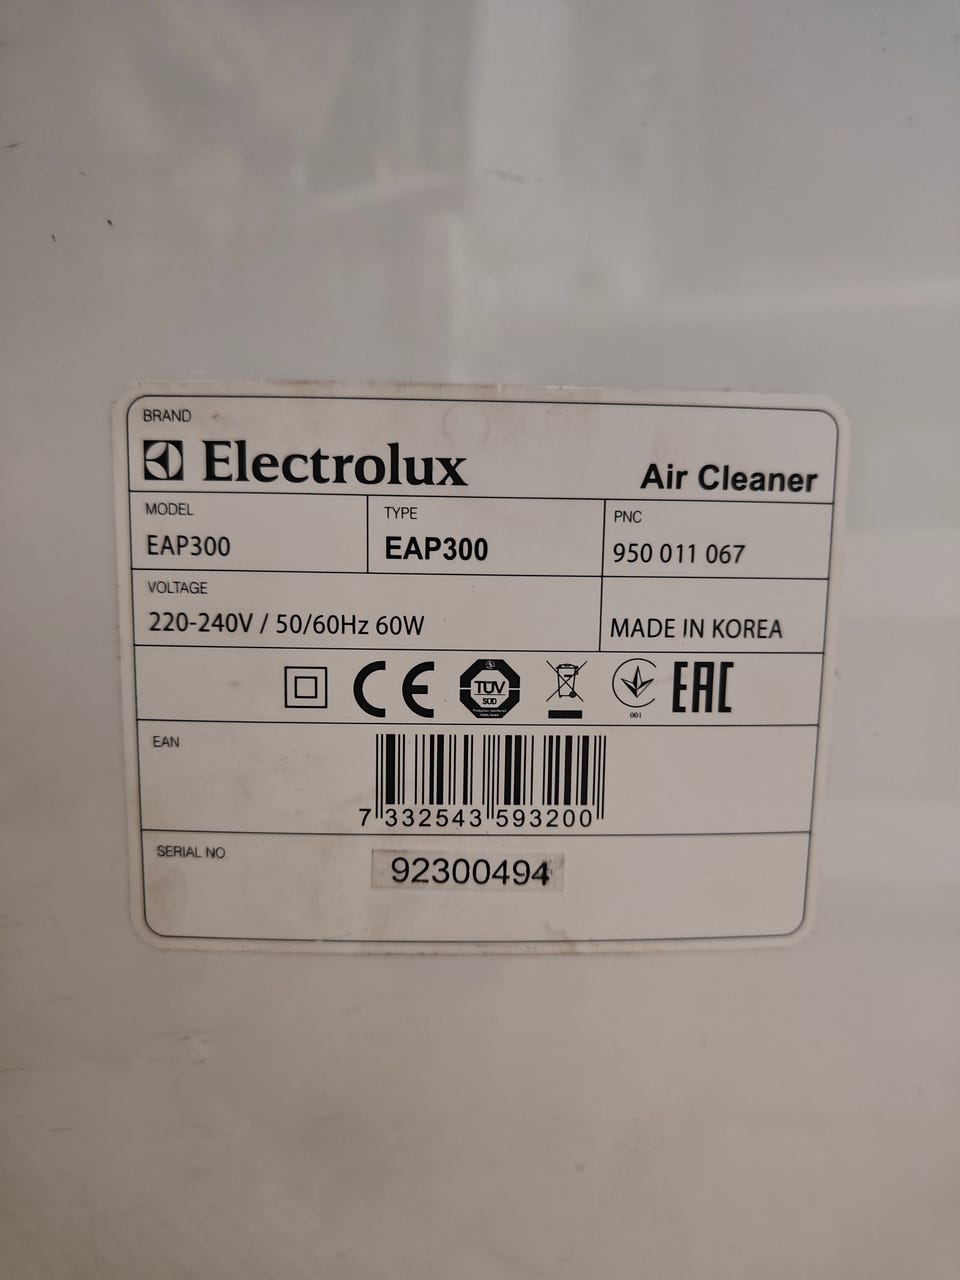 BRAND
Electrolux Air Cleaner
MODEL TYPE PNC
EAP300 EAP300 950 011 067
VOLTAGE
220-240V / 50/60Hz 60W MADE IN KOREA
CE TÜV EAC
SÜD
001
EAN
7 332543 593200
SERIAL NO.
92300494